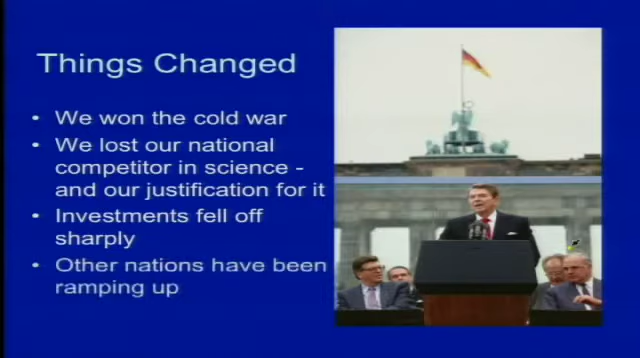 Things Changed
• We won the cold war
• We lost our national
competitor in science -
and our justification for it
• Investments fell off
sharply
• Other nations have been
ramping up